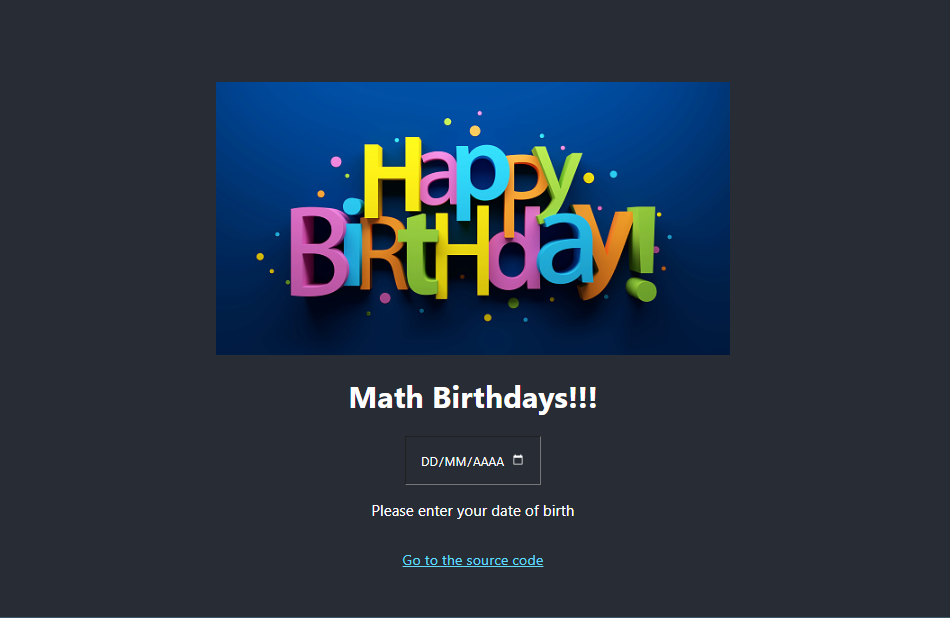 Happy
BiRtHday!
Math Birthdays!!!
DD/MM/AAAA
Please enter your date of birth
Go to the source code